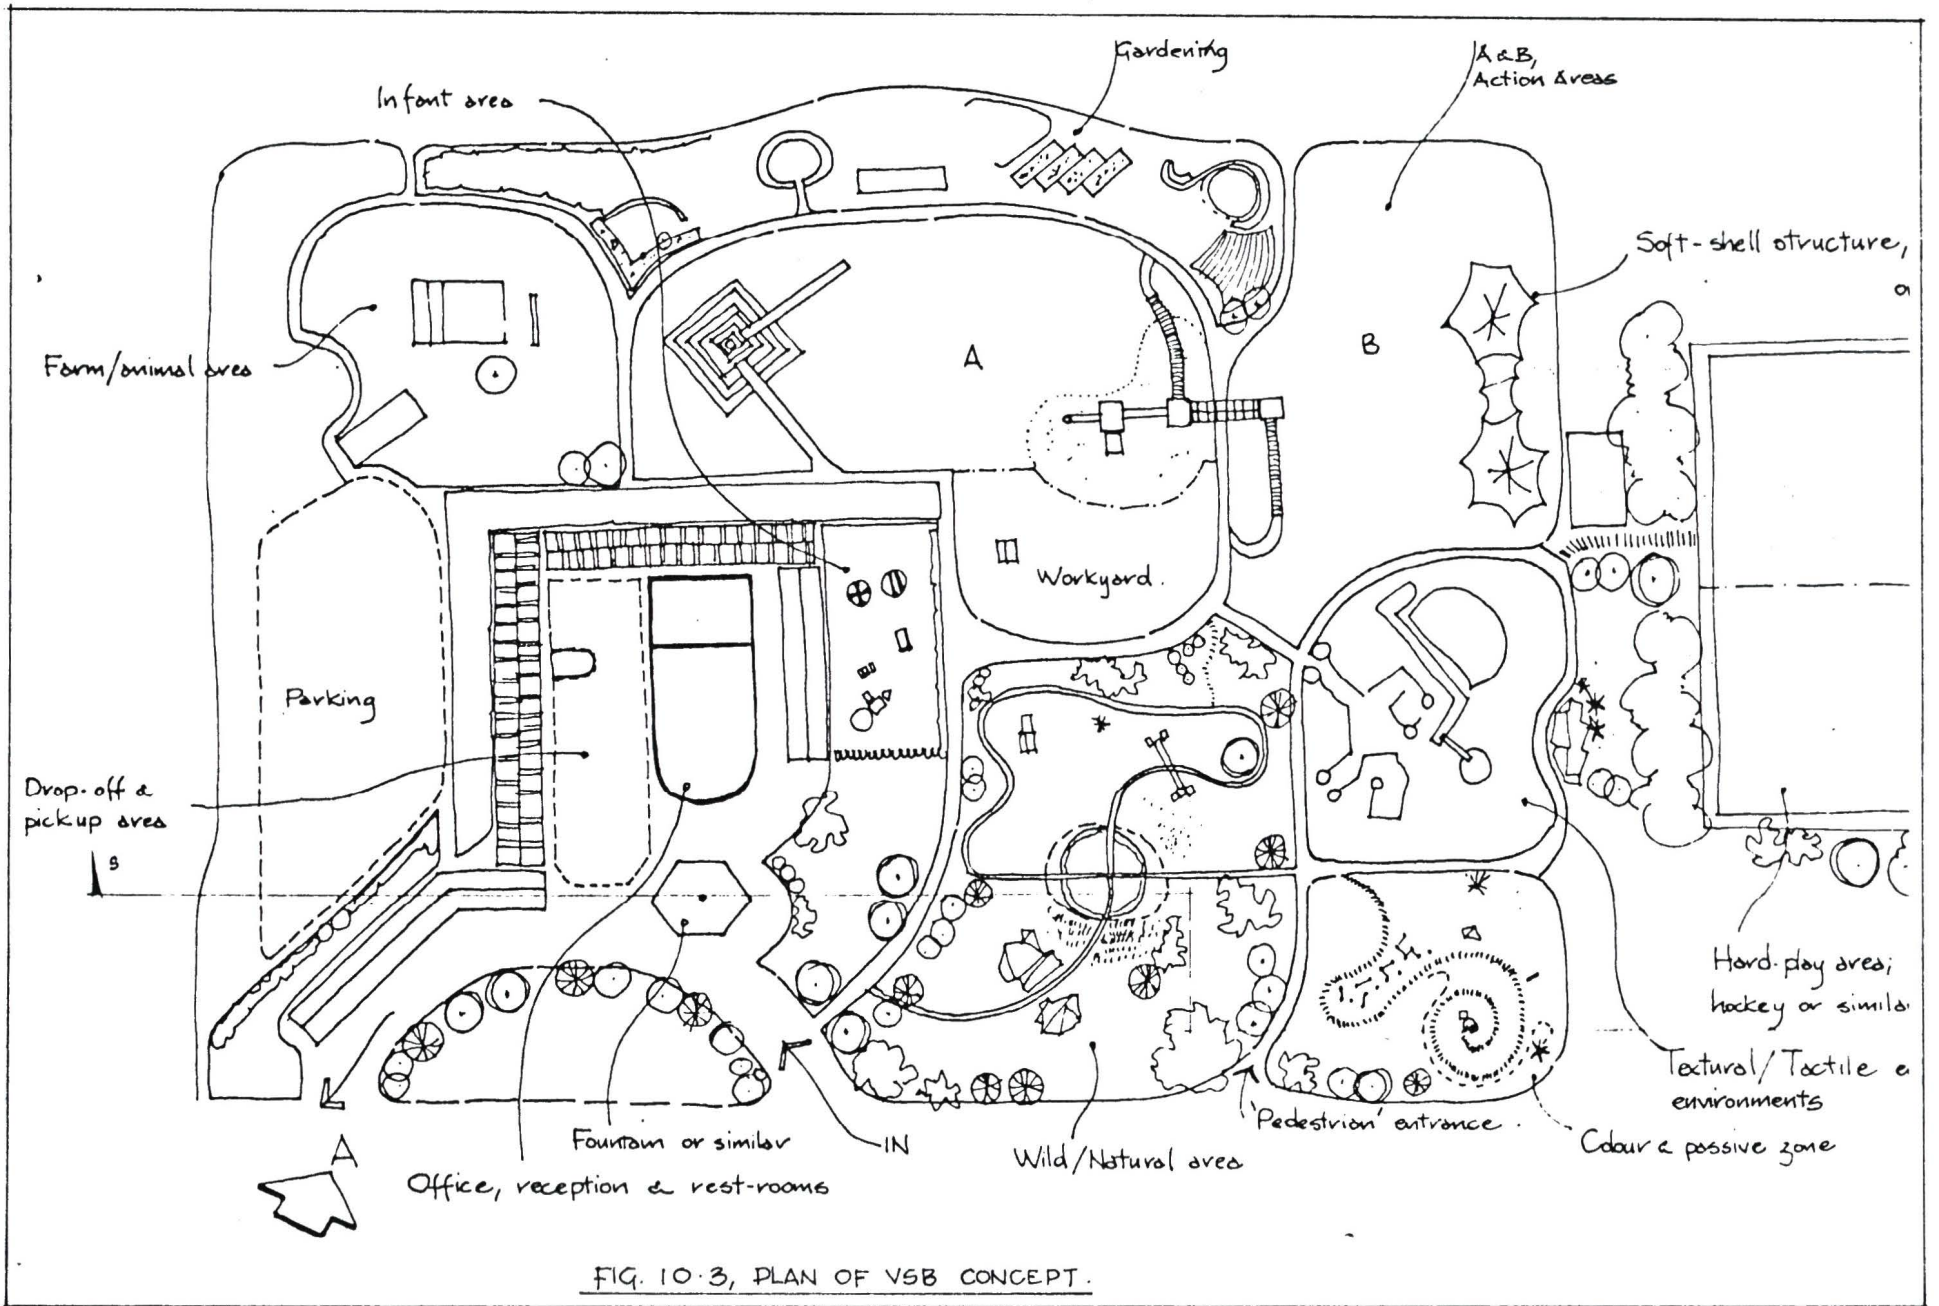 Gardening
A & B,
Action Areas
Infant area
Soft-shell structure,
A
B
Farm/animal area
Workyard.
Parking
Drop-off &
pickup area
S
Hard-play area;
hockey or simila
Textural/Tactile e
environments
Pedestrian entrance.
Colour & passive zone
Fountain or similar
IN
Wild/Natural area
A
Office, reception & rest-rooms
FIG. 10·3, PLAN OF VSB CONCEPT.